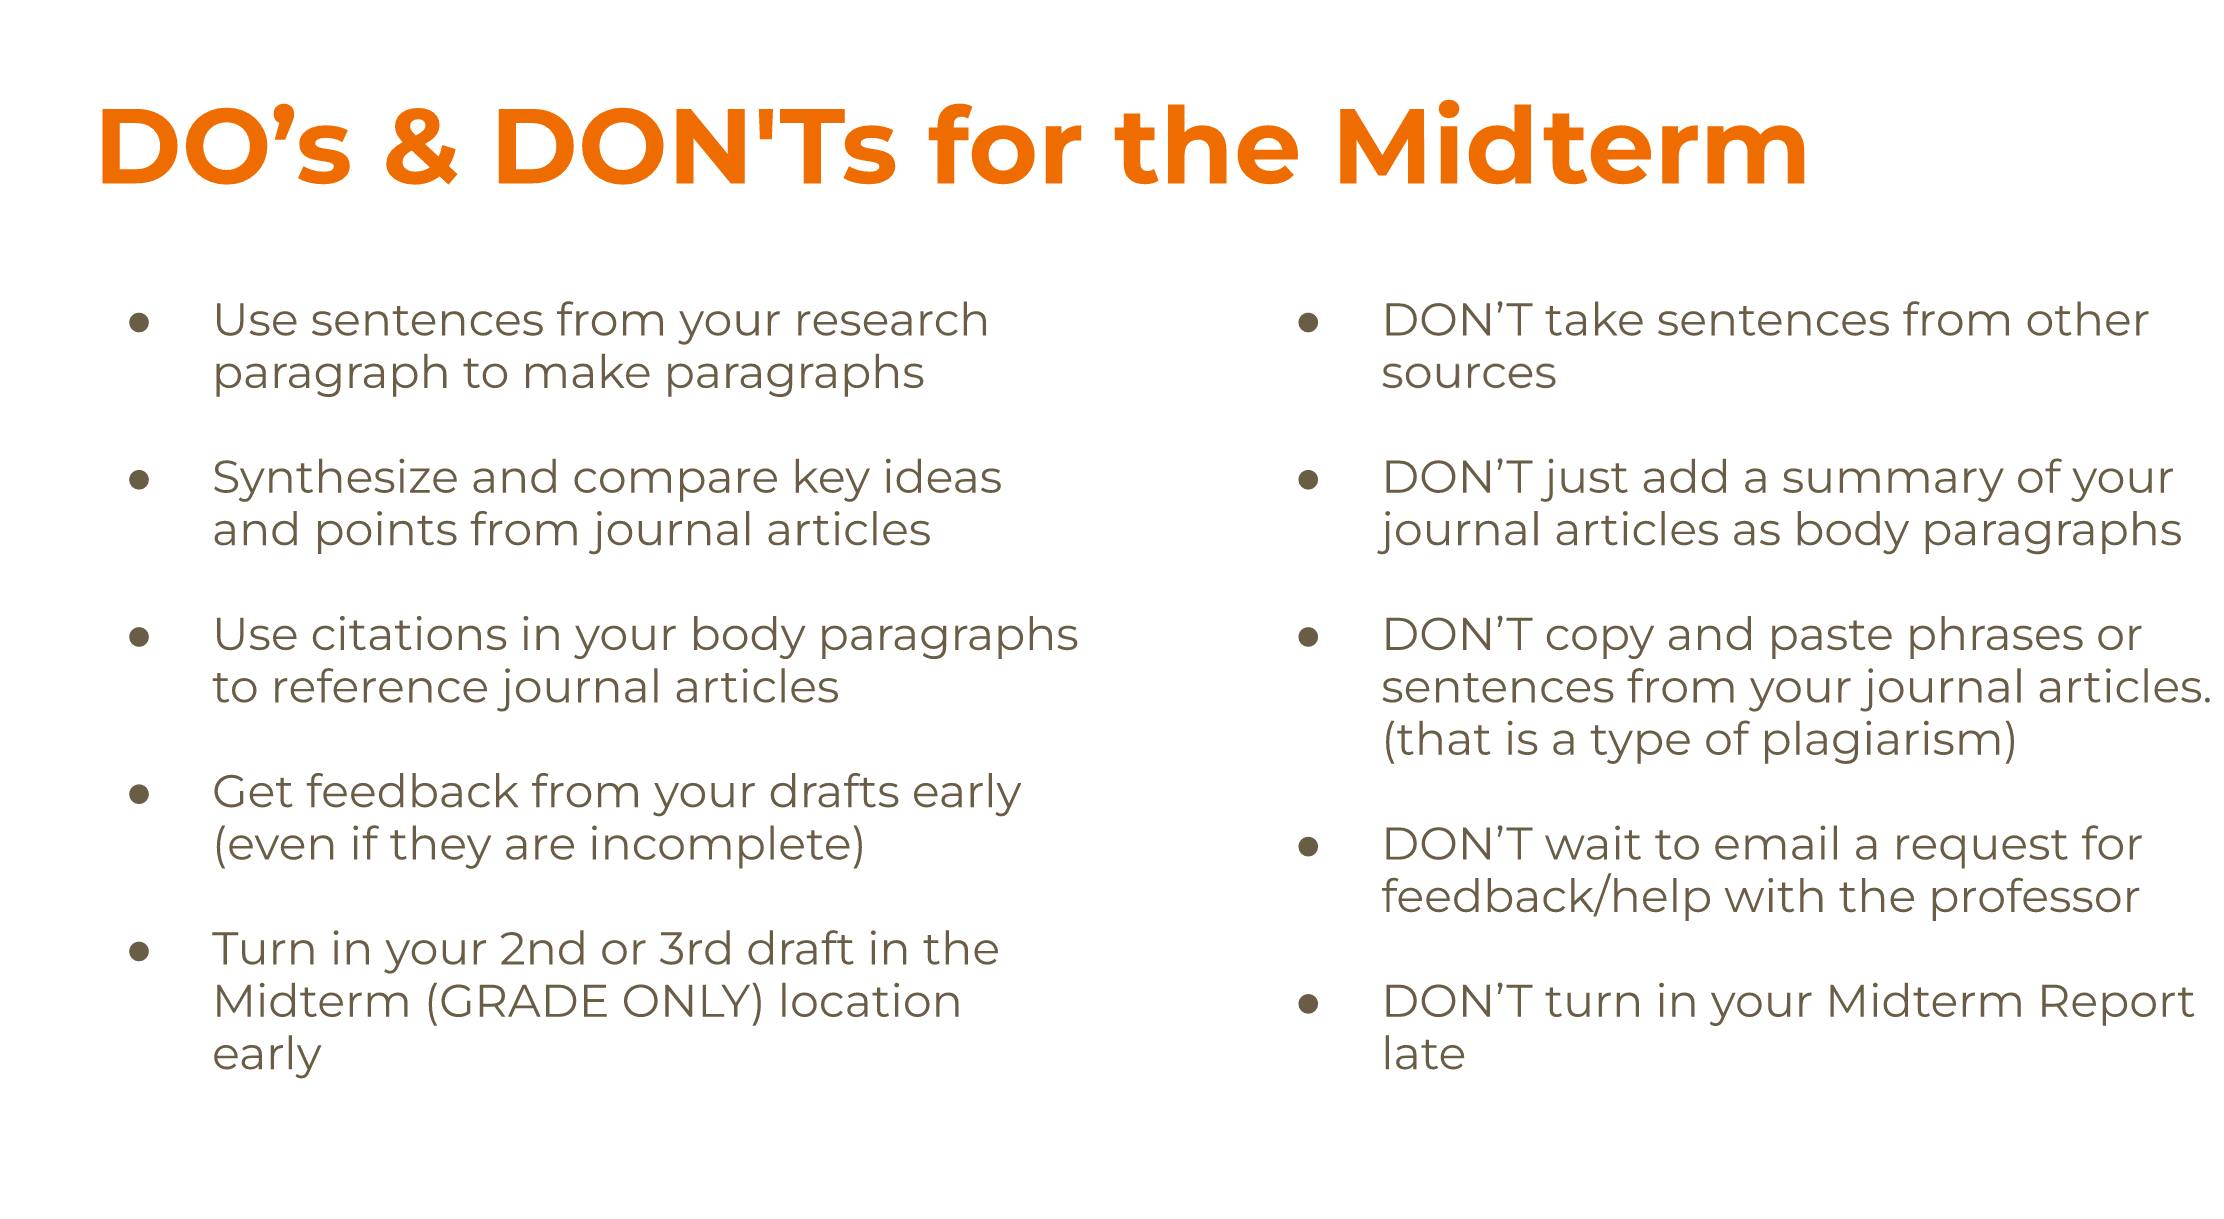 DO’s & DON'Ts for the Midterm
● Use sentences from your research
paragraph to make paragraphs
● Synthesize and compare key ideas
and points from journal articles
● Use citations in your body paragraphs
to reference journal articles
● Get feedback from your drafts early
(even if they are incomplete)
● Turn in your 2nd or 3rd draft in the
Midterm (GRADE ONLY) location
early
● DON’T take sentences from other
sources
● DON’T just add a summary of your
journal articles as body paragraphs
● DON’T copy and paste phrases or
sentences from your journal articles.
(that is a type of plagiarism)
● DON’T wait to email a request for
feedback/help with the professor
● DON’T turn in your Midterm Report
late